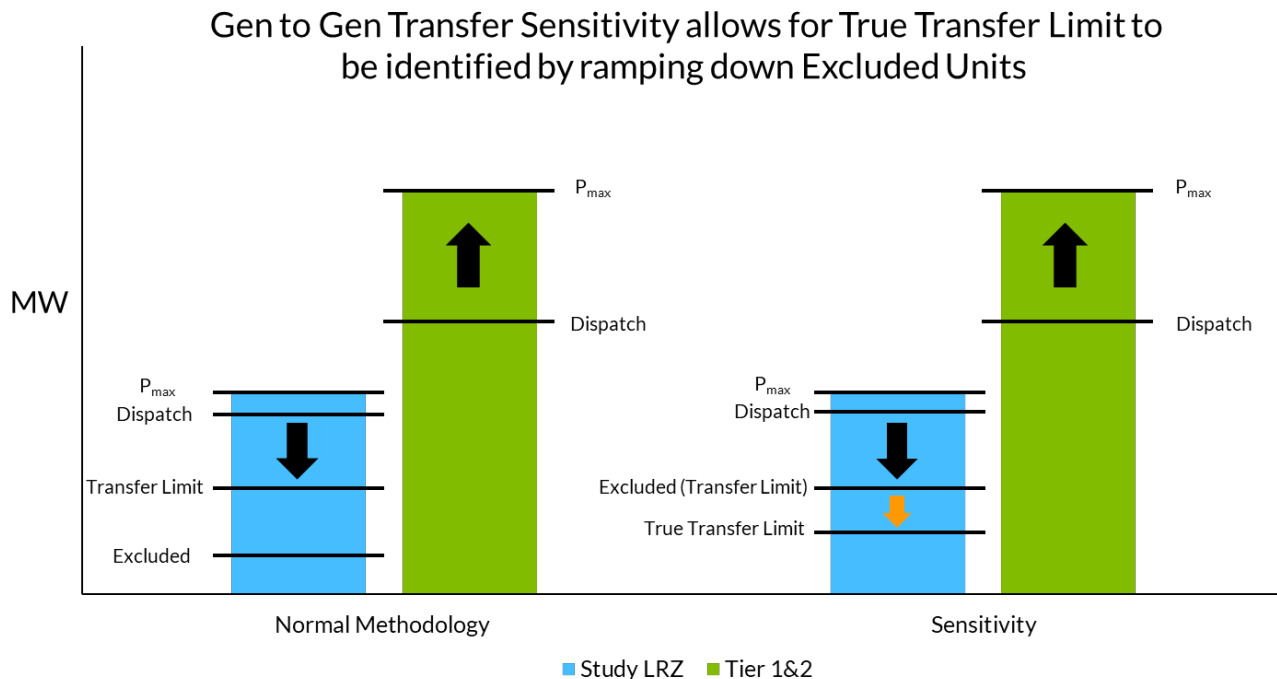 Gen to Gen Transfer Sensitivity allows for True Transfer Limit to
be identified by ramping down Excluded Units
MW
Pmax
Dispatch
Pmax
Dispatch
Transfer Limit
Excluded
Pmax
Dispatch
Pmax
Dispatch
Excluded (Transfer Limit)
True Transfer Limit
Normal Methodology
Sensitivity
Study LRZ
Tier 1&2